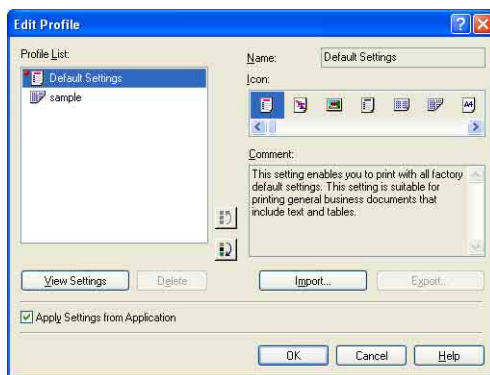 Edit Profile
Profile List:
Default Settings
sample
Name:
Default Settings
Icon:
A4
Comment:
This setting enables you to print with all factory
default settings. This setting is suitable for
printing general business documents that
include text and tables.
View Settings
Delete
Import...
Export...
Apply Settings from Application
OK
Cancel
Help